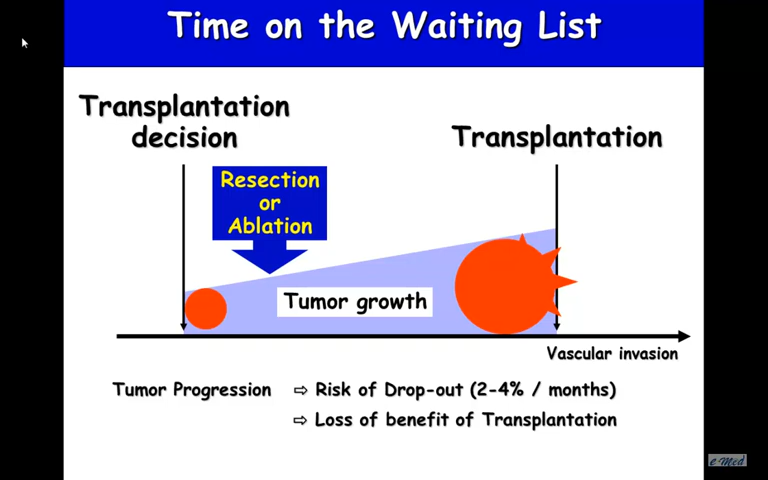 Time on the Waiting List
Transplantation
decision
Transplantation
Resection
or
Ablation
Tumor growth
Vascular invasion
Tumor Progression ⇨ Risk of Drop-out (2-4% / months)
⇨ Loss of benefit of Transplantation
e-Med